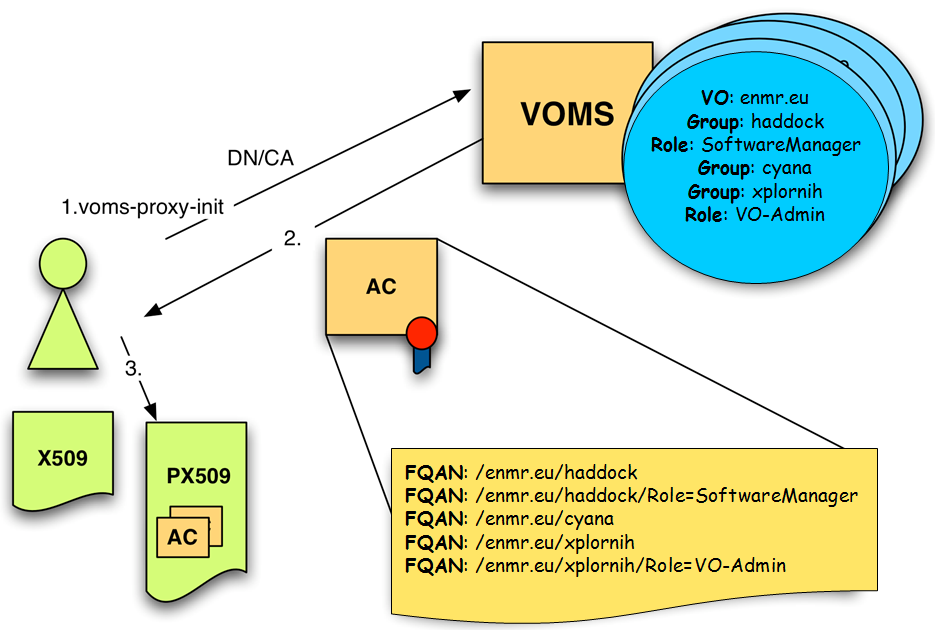 VOMS
VO: enmr.eu
Group: haddock
Role: SoftwareManager
Group: cyana
Group: xplornih
Role: VO-Admin
DN/CA
1.voms-proxy-init
2.
AC
3.
X509
PX509
AC
FQAN: /enmr.eu/haddock
FQAN: /enmr.eu/haddock/Role=SoftwareManager
FQAN: /enmr.eu/cyana
FQAN: /enmr.eu/xplornih
FQAN: /enmr.eu/xplornih/Role=VO-Admin